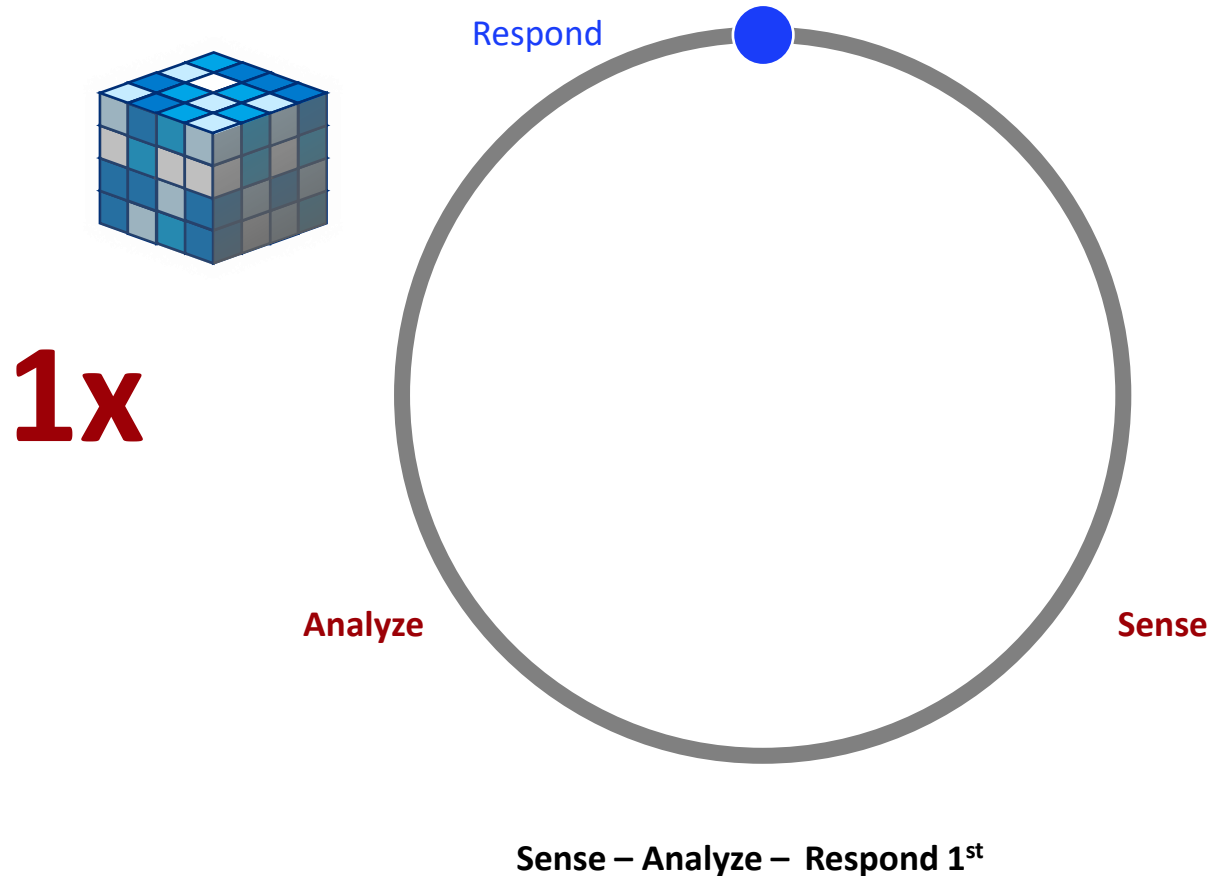 Respond
1x
Analyze
Sense
Sense – Analyze – Respond 1st